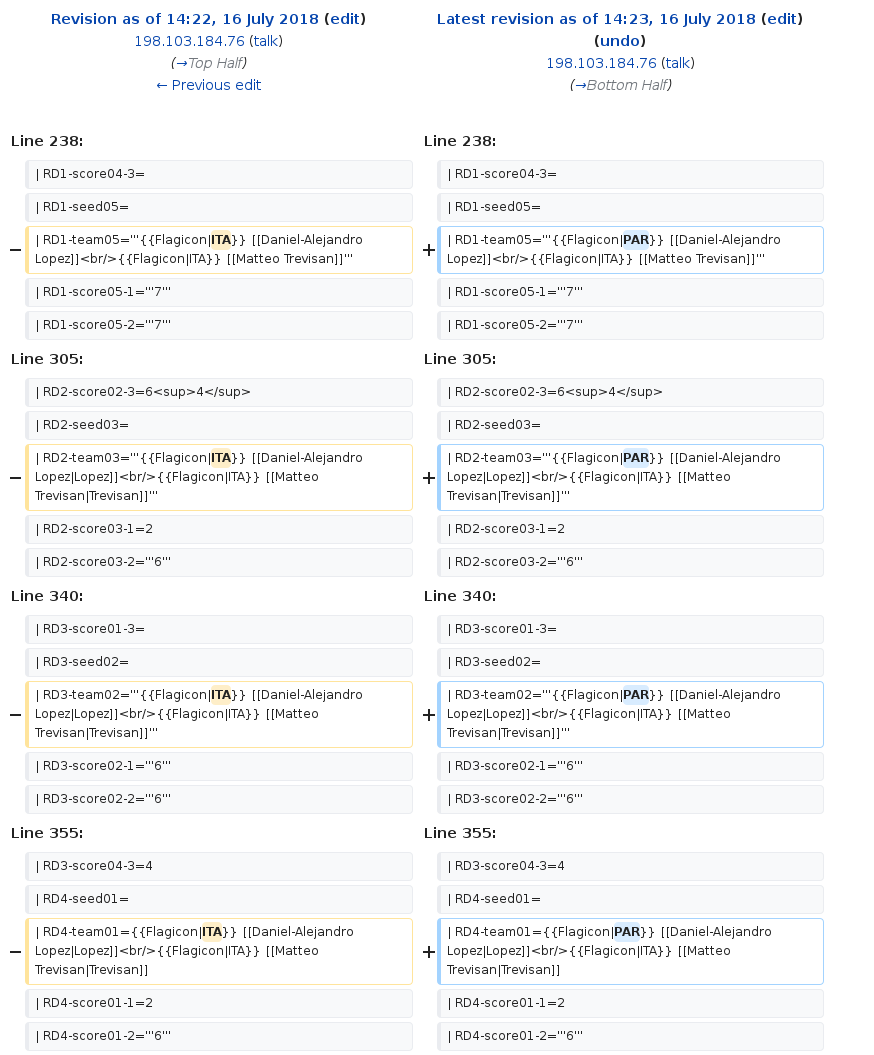 Revision as of 14:22, 16 July 2018 (edit)
198.103.184.76 (talk)
(→Top Half)
← Previous edit
Latest revision as of 14:23, 16 July 2018 (edit)
(undo)
198.103.184.76 (talk)
(→Bottom Half)
Line 238:
Line 238:
| RD1-score04-3=
| RD1-score04-3=
| RD1-seed05=
| RD1-seed05=
− | RD1-team05='''{{Flagicon|ITA}} [[Daniel-Alejandro
Lopez]]<br/>{{Flagicon|ITA}} [[Matteo Trevisan]]'''
+ | RD1-team05='''{{Flagicon|PAR}} [[Daniel-Alejandro
Lopez]]<br/>{{Flagicon|ITA}} [[Matteo Trevisan]]'''
| RD1-score05-1='''7'''
| RD1-score05-1='''7'''
| RD1-score05-2='''7'''
| RD1-score05-2='''7'''
Line 305:
Line 305:
| RD2-score02-3=6<sup>4</sup>
| RD2-score02-3=6<sup>4</sup>
| RD2-seed03=
| RD2-seed03=
− | RD2-team03='''{{Flagicon|ITA}} [[Daniel-Alejandro
Lopez|Lopez]]<br/>{{Flagicon|ITA}} [[Matteo
Trevisan|Trevisan]]'''
+ | RD2-team03='''{{Flagicon|PAR}} [[Daniel-Alejandro
Lopez|Lopez]]<br/>{{Flagicon|ITA}} [[Matteo
Trevisan|Trevisan]]'''
| RD2-score03-1=2
| RD2-score03-1=2
| RD2-score03-2='''6'''
| RD2-score03-2='''6'''
Line 340:
Line 340:
| RD3-score01-3=
| RD3-score01-3=
| RD3-seed02=
| RD3-seed02=
− | RD3-team02='''{{Flagicon|ITA}} [[Daniel-Alejandro
Lopez|Lopez]]<br/>{{Flagicon|ITA}} [[Matteo
Trevisan|Trevisan]]'''
+ | RD3-team02='''{{Flagicon|PAR}} [[Daniel-Alejandro
Lopez|Lopez]]<br/>{{Flagicon|ITA}} [[Matteo
Trevisan|Trevisan]]'''
| RD3-score02-1='''6'''
| RD3-score02-1='''6'''
| RD3-score02-2='''6'''
| RD3-score02-2='''6'''
Line 355:
Line 355:
| RD3-score04-3=4
| RD3-score04-3=4
| RD4-seed01=
| RD4-seed01=
− | RD4-team01={{Flagicon|ITA}} [[Daniel-Alejandro
Lopez|Lopez]]<br/>{{Flagicon|ITA}} [[Matteo
Trevisan|Trevisan]]
+ | RD4-team01={{Flagicon|PAR}} [[Daniel-Alejandro
Lopez|Lopez]]<br/>{{Flagicon|ITA}} [[Matteo
Trevisan|Trevisan]]
| RD4-score01-1=2
| RD4-score01-1=2
| RD4-score01-2='''6'''
| RD4-score01-2='''6'''